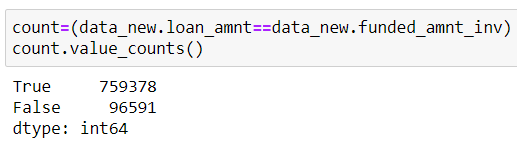 count=(data_new.loan_amnt==data_new.funded_amnt_inv)
count.value_counts()
True     759378
False     96591
dtype: int64